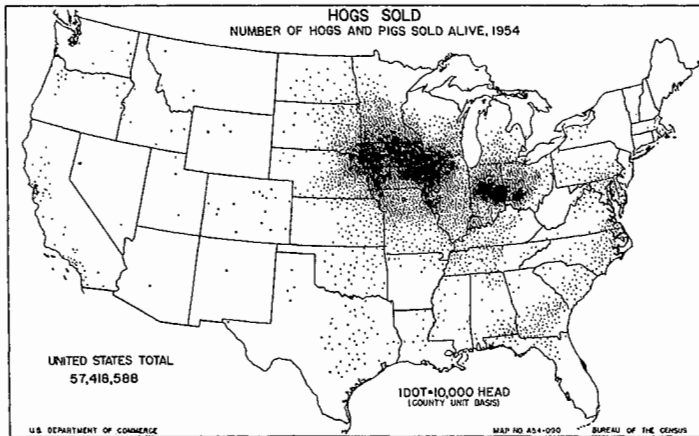 HOGS SOLD
NUMBER OF HOGS AND PIGS SOLD ALIVE, 1954
UNITED STATES TOTAL
57,418,588
1 DOT=10,000 HEAD
(COUNTY UNIT BASIS)
U.S. DEPARTMENT OF COMMERCE
MAP NO. A54-090
BUREAU OF THE CENSUS